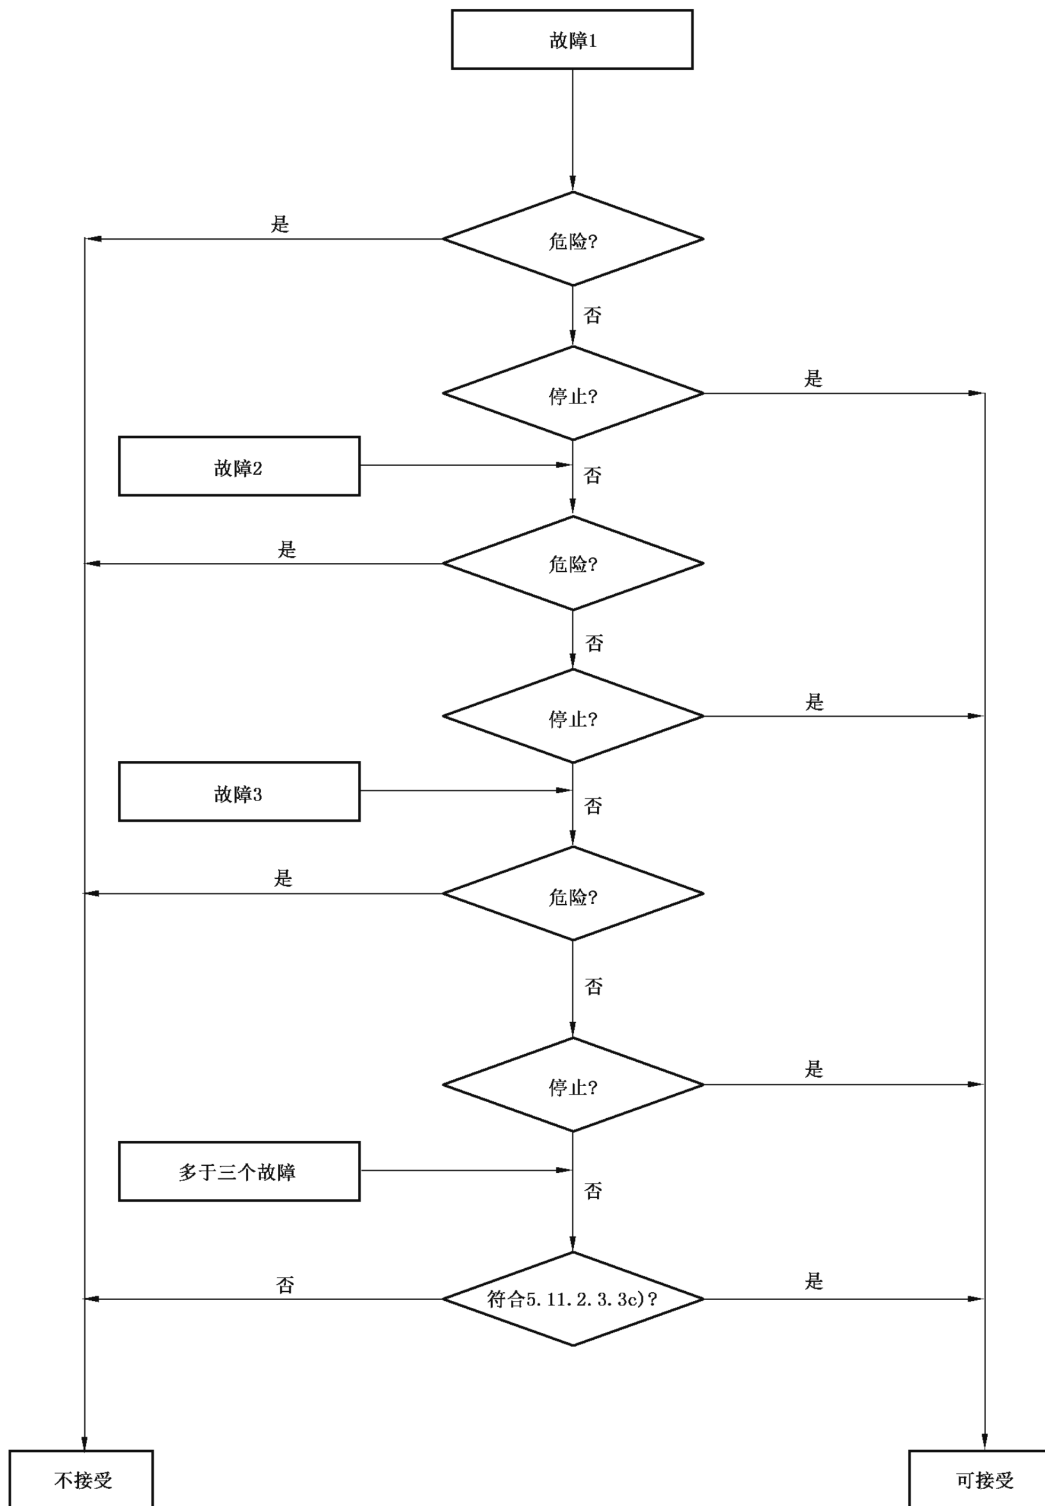 故障1
是
危险?
否
停止?
是
故障2
否
是
危险?
否
停止?
是
故障3
否
是
危险?
否
停止?
是
多于三个故障
否
否
符合5.11.2.3.3c)?
是
不接受
可接受